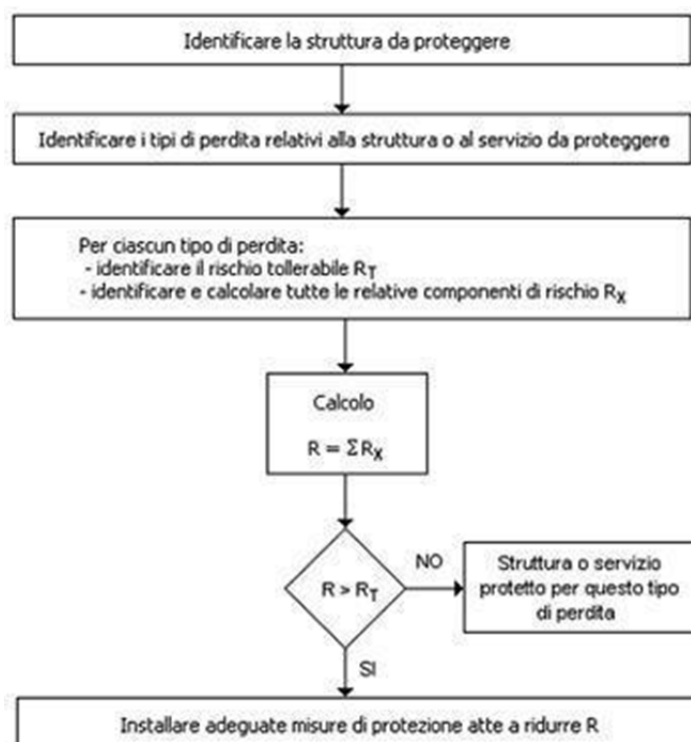 Identificare la struttura da proteggere
Identificare i tipi di perdita relativi alla struttura o al servizio da proteggere
Per ciascun tipo di perdita:
- identificare il rischio tollerabile RT
- identificare e calcolare tutte le relative componenti di rischio RX
Calcolo
R = ΣRX
R > RT
NO
Struttura o servizio
protetto per questo tipo
di perdita
SI
Installare adeguate misure di protezione atte a ridurre R